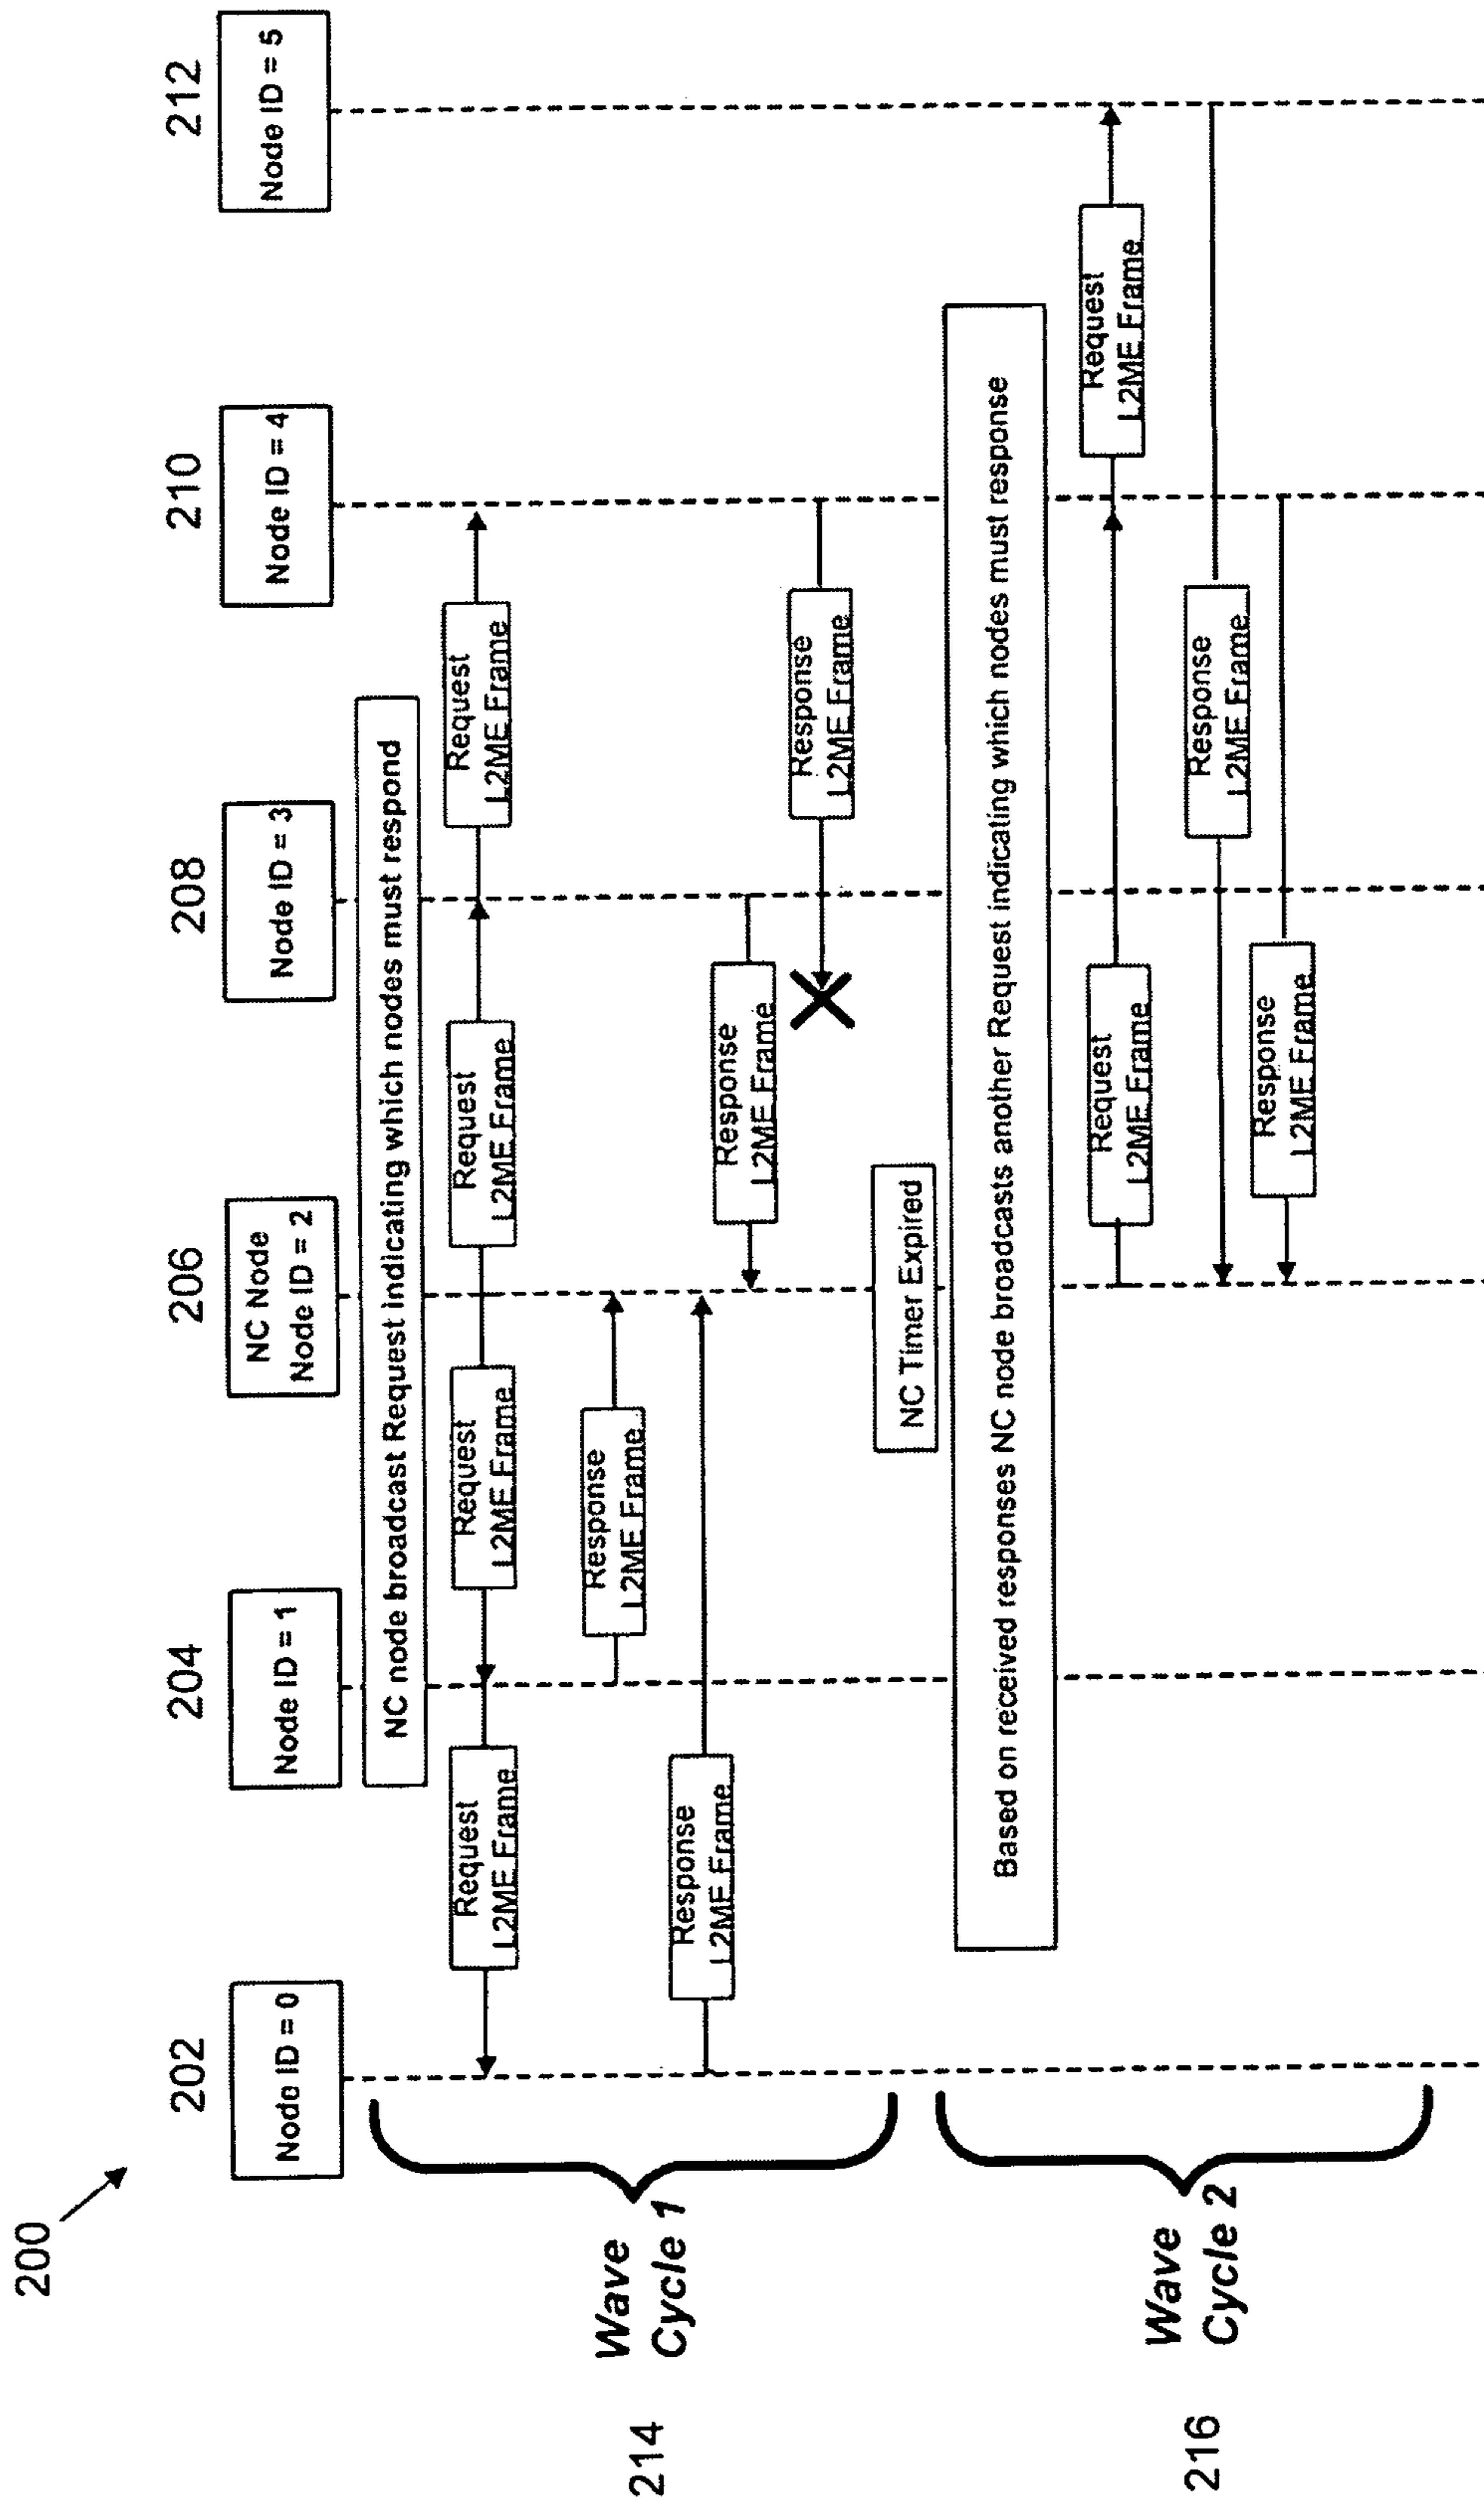 200
202
204
206
208
210
212
Node ID = 0
Node ID = 1
NC Node
Node ID = 2
Node ID = 3
Node ID = 4
Node ID = 5
NC node broadcast Request indicating which nodes must respond
Request
L2ME Frame
Request
L2ME Frame
Request
L2ME Frame
Request
L2ME Frame
Response
L2ME Frame
Response
L2ME Frame
Response
L2ME Frame
Response
L2ME Frame
NC Timer Expired
Wave
Cycle 1
214
Based on received responses NC node broadcasts another Request indicating which nodes must response
Request
L2ME Frame
Request
L2ME Frame
Response
L2ME Frame
Response
L2ME Frame
Wave
Cycle 2
216